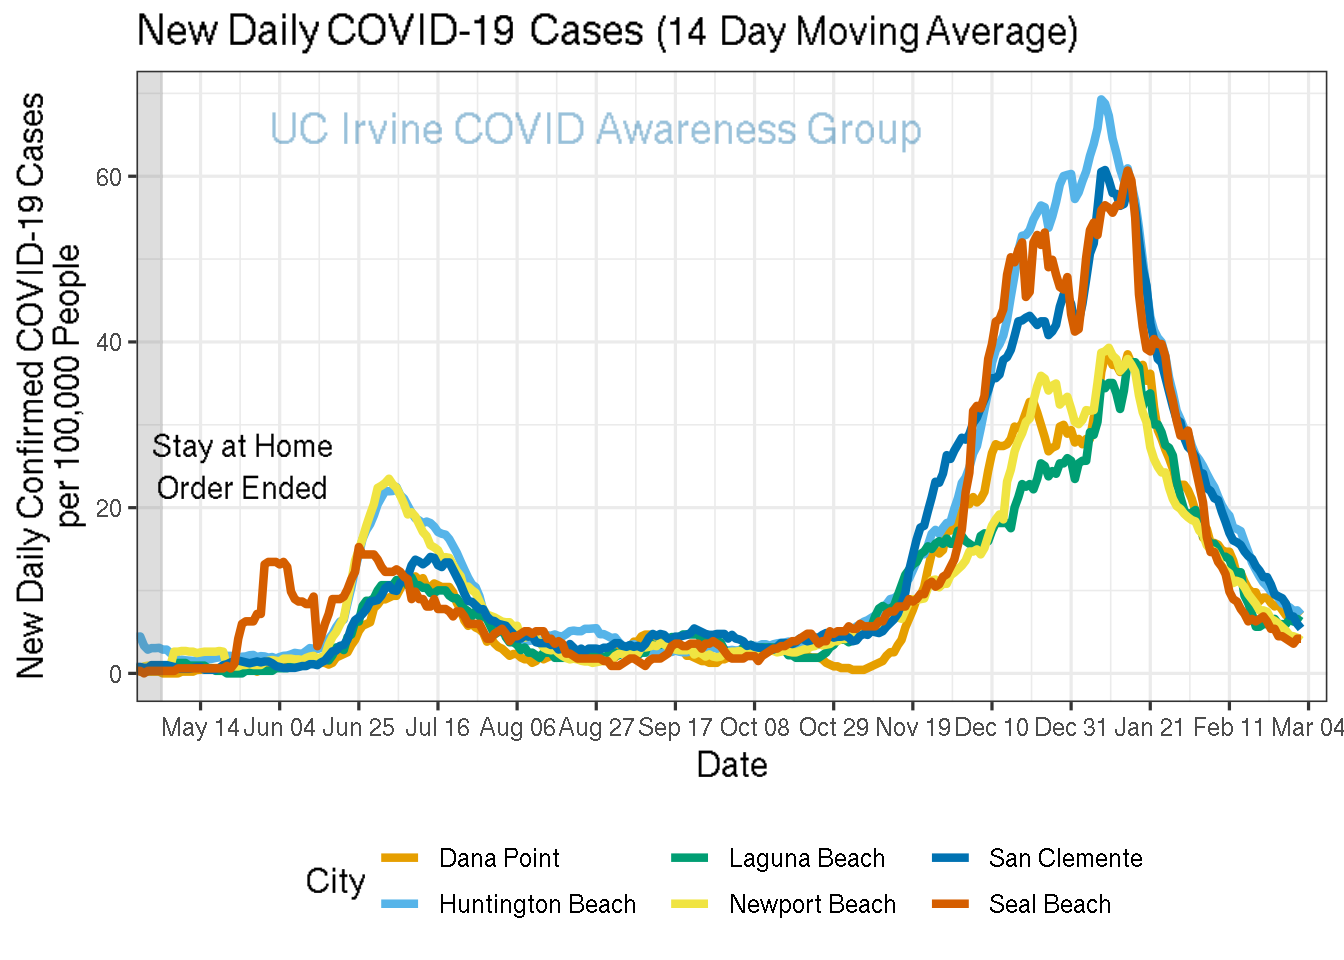 New Daily COVID-19 Cases (14 Day Moving Average)
UC Irvine COVID Awareness Group
New Daily Confirmed COVID-19 Cases
per 100,000 People
60
40
20
0
Stay at Home
Order Ended
May 14 Jun 04 Jun 25 Jul 16 Aug 06 Aug 27 Sep 17 Oct 08 Oct 29 Nov 19 Dec 10 Dec 31 Jan 21 Feb 11 Mar 04
Date
City
Dana Point Laguna Beach San Clemente
Huntington Beach Newport Beach Seal Beach